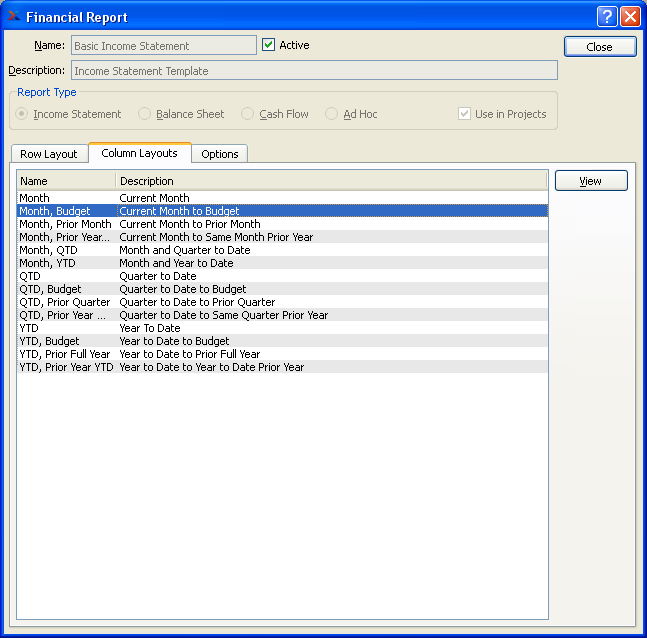 Financial Report
Name: Basic Income Statement Active Close
Description: Income Statement Template
Report Type
Income Statement Balance Sheet Cash Flow Ad Hoc Use in Projects
Row Layout Column Layouts Options
Name Description View
Month Current Month
Month, Budget Current Month to Budget
Month, Prior Month Current Month to Prior Month
Month, Prior Year... Current Month to Same Month Prior Year
Month, QTD Month and Quarter to Date
Month, YTD Month and Year to Date
QTD Quarter to Date
QTD, Budget Quarter to Date to Budget
QTD, Prior Quarter Quarter to Date to Prior Quarter
QTD, Prior Year ... Quarter to Date to Same Quarter Prior Year
YTD Year To Date
YTD, Budget Year to Date to Budget
YTD, Prior Full Year Year to Date to Prior Full Year
YTD, Prior Year YTD Year to Date to Year to Date Prior Year